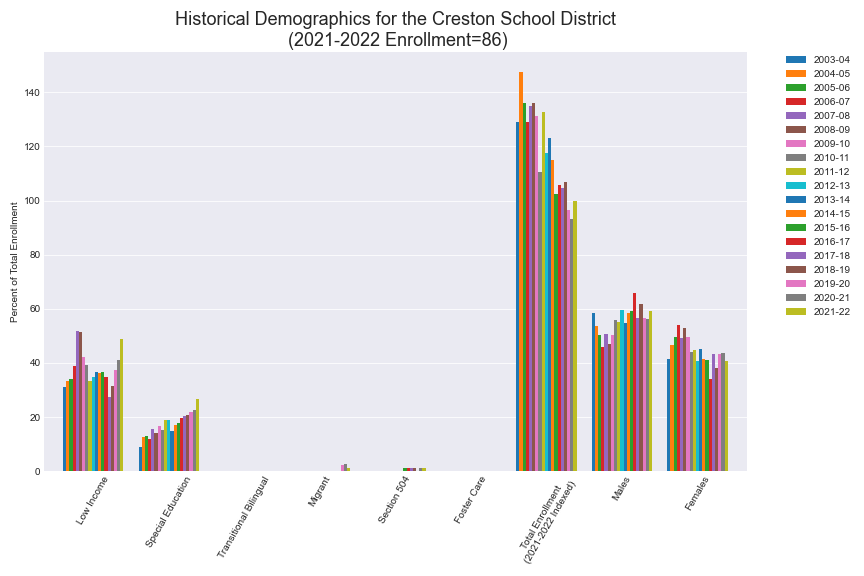 Historical Demographics for the Creston School District
(2021-2022 Enrollment=86)
Percent of Total Enrollment
140
120
100
80
60
40
20
0
Low Income
Special Education
Transitional Bilingual
Migrant
Section 504
Foster Care
Total Enrollment
(2021-2022 Indexed)
Males
Females
2003-04
2004-05
2005-06
2006-07
2007-08
2008-09
2009-10
2010-11
2011-12
2012-13
2013-14
2014-15
2015-16
2016-17
2017-18
2018-19
2019-20
2020-21
2021-22